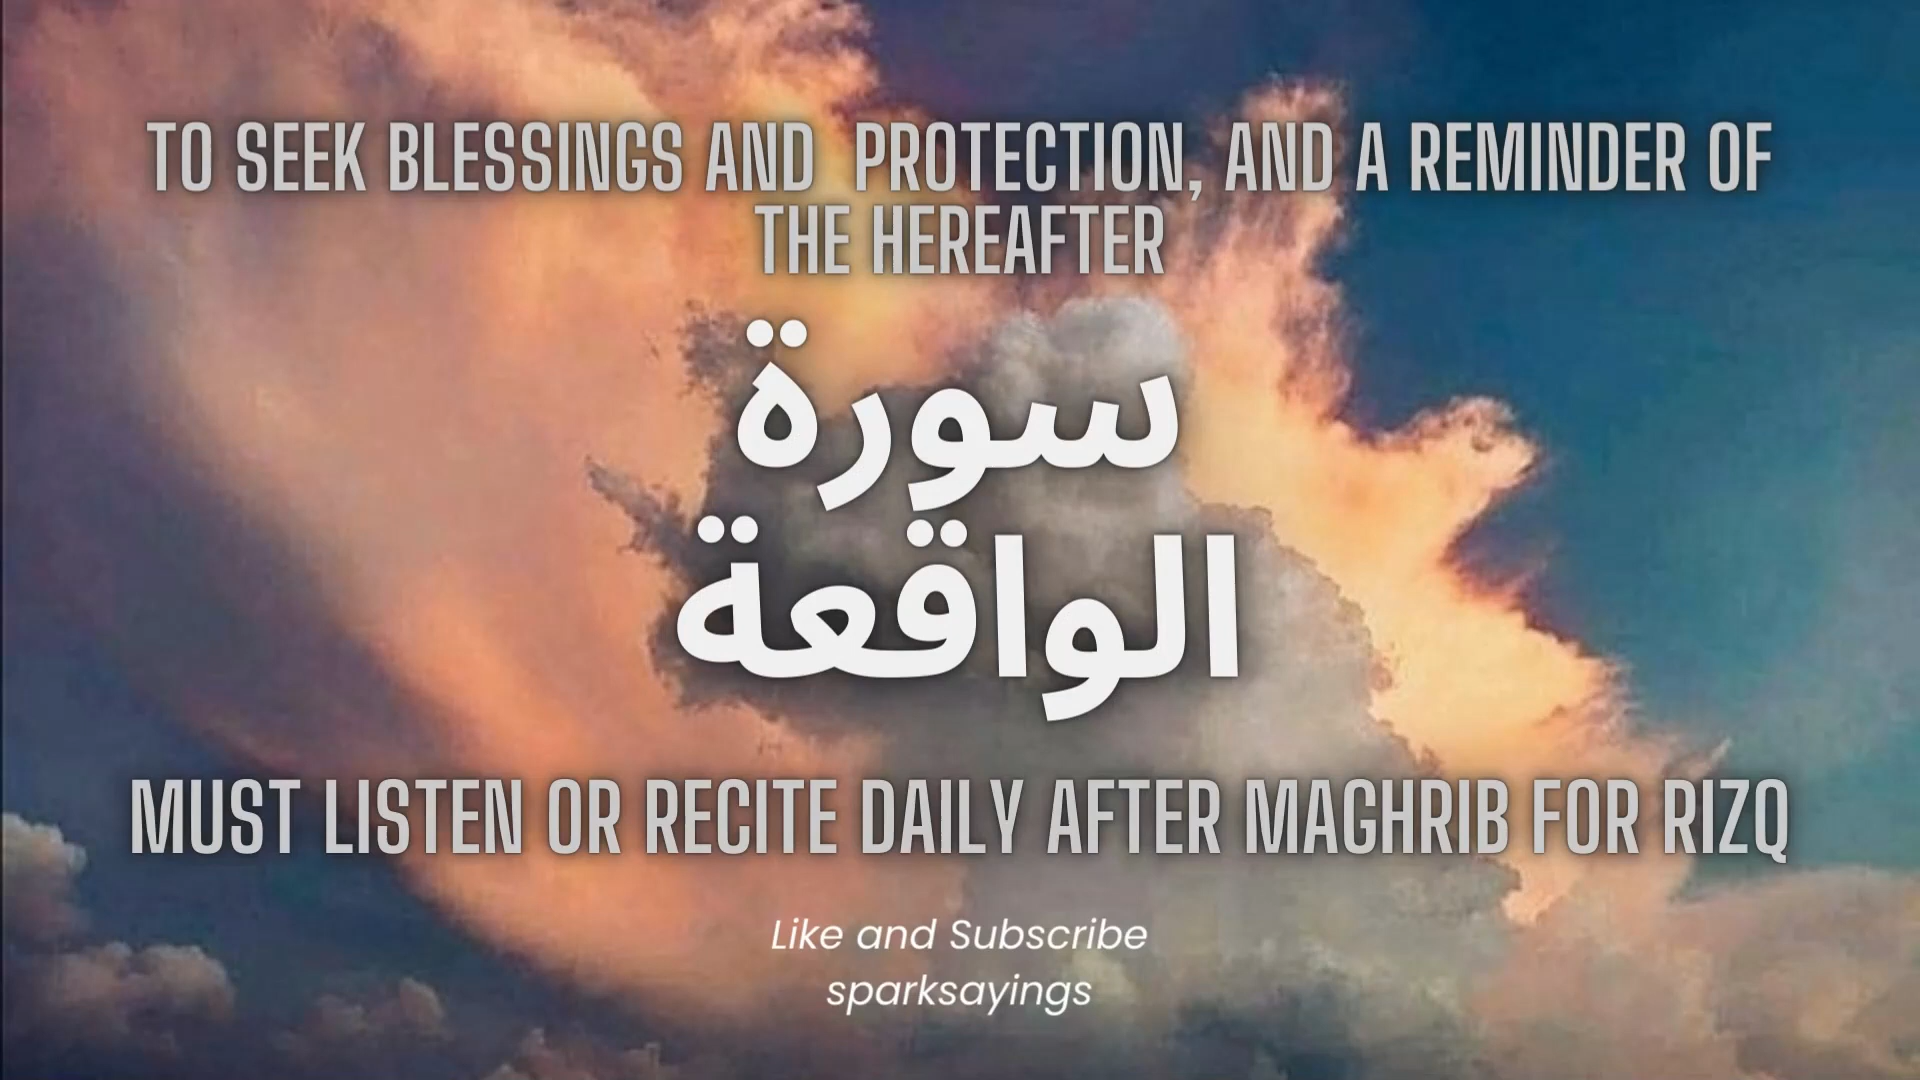 TO SEEK BLESSINGS AND PROTECTION, AND A REMINDER OF
THE HEREAFTER
سورة
الواقعة
MUST LISTEN OR RECITE DAILY AFTER MAGHRIB FOR RIZQ
Like and Subscribe
sparksayings